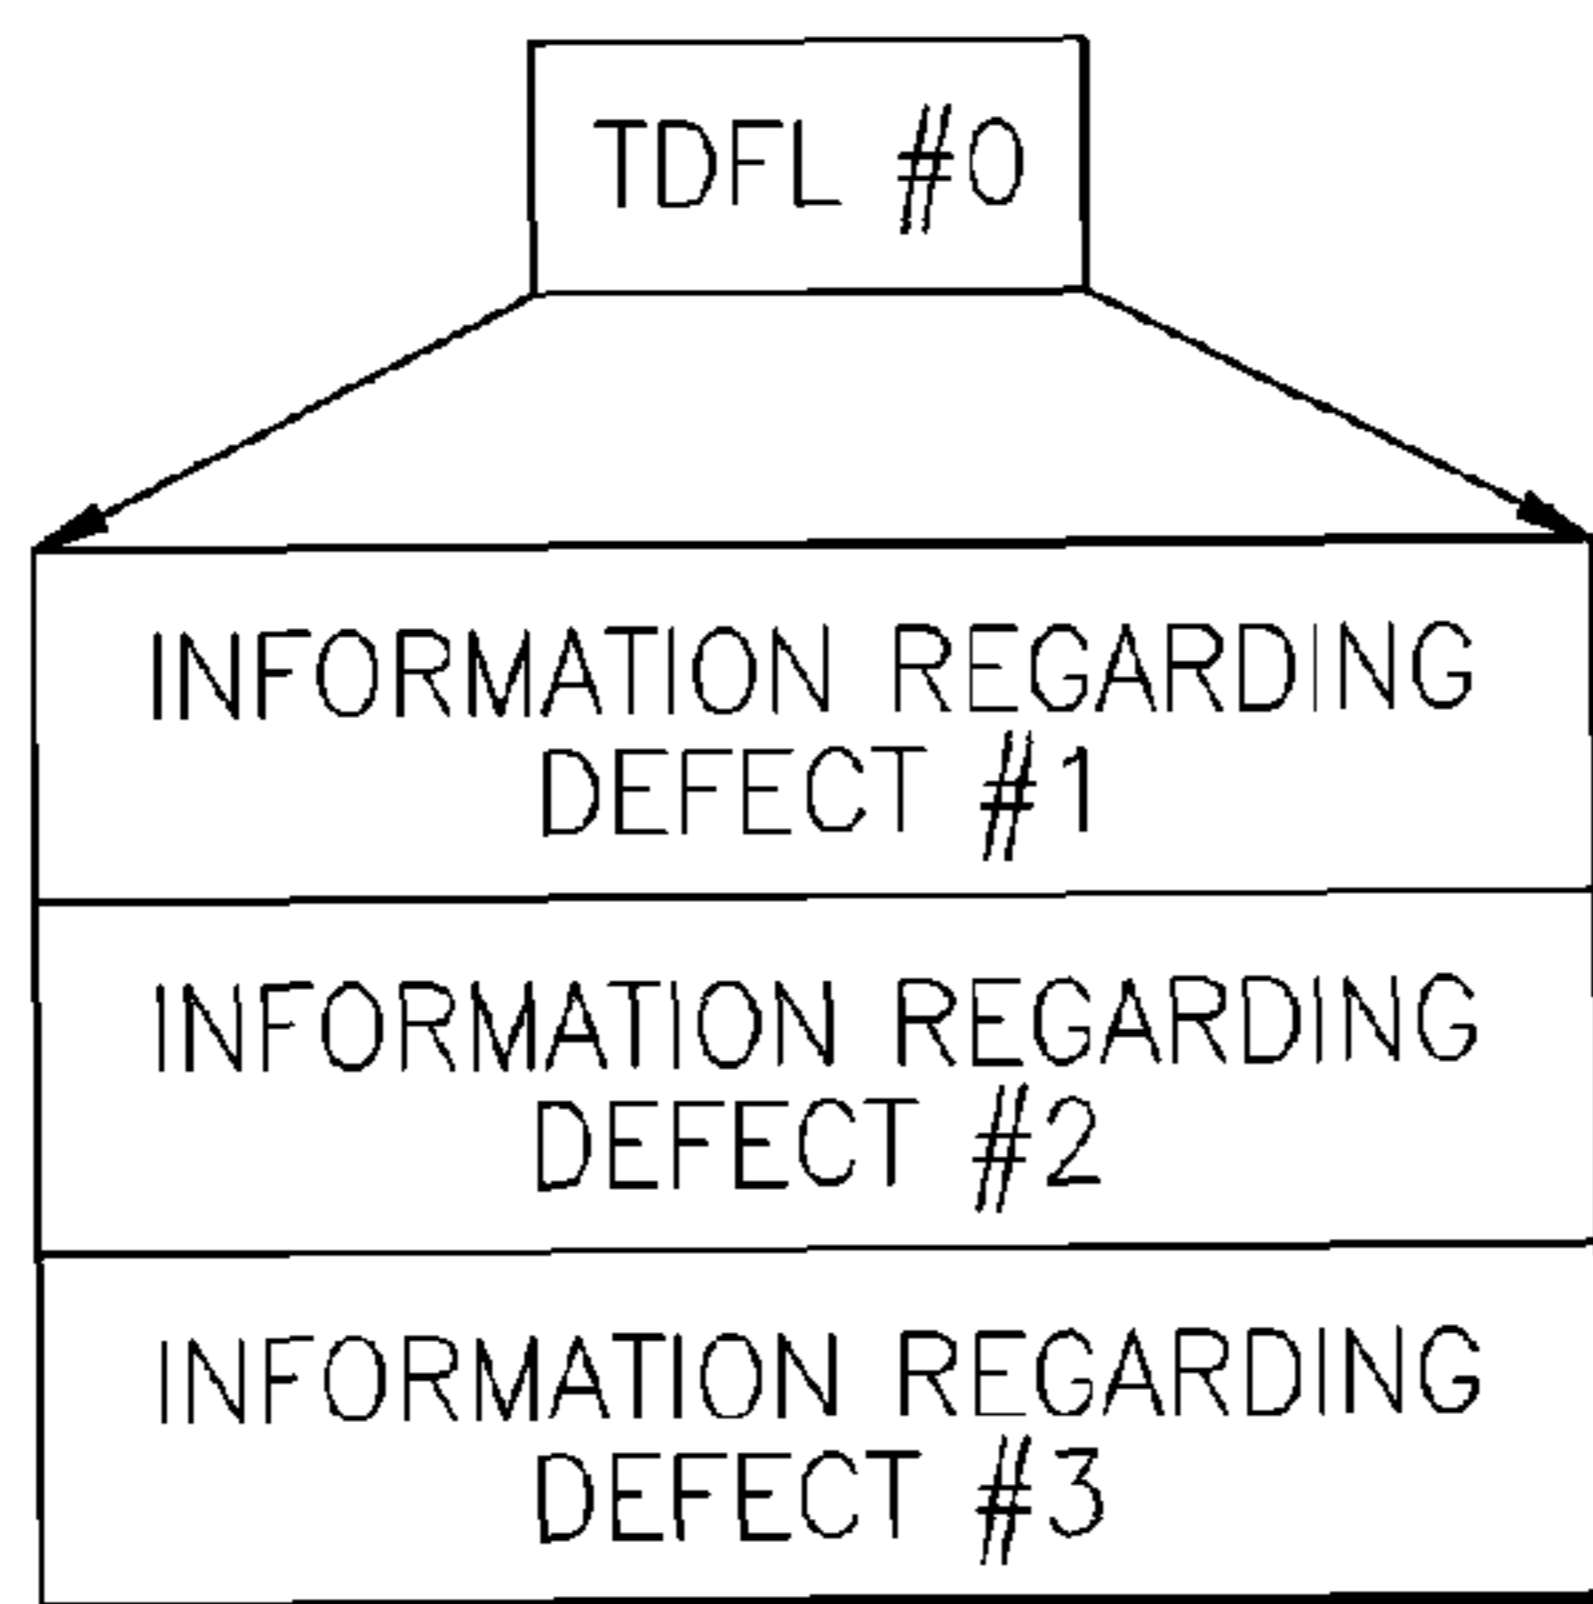 TDFL #0
INFORMATION REGARDING
DEFECT #1
INFORMATION REGARDING
DEFECT #2
INFORMATION REGARDING
DEFECT #3